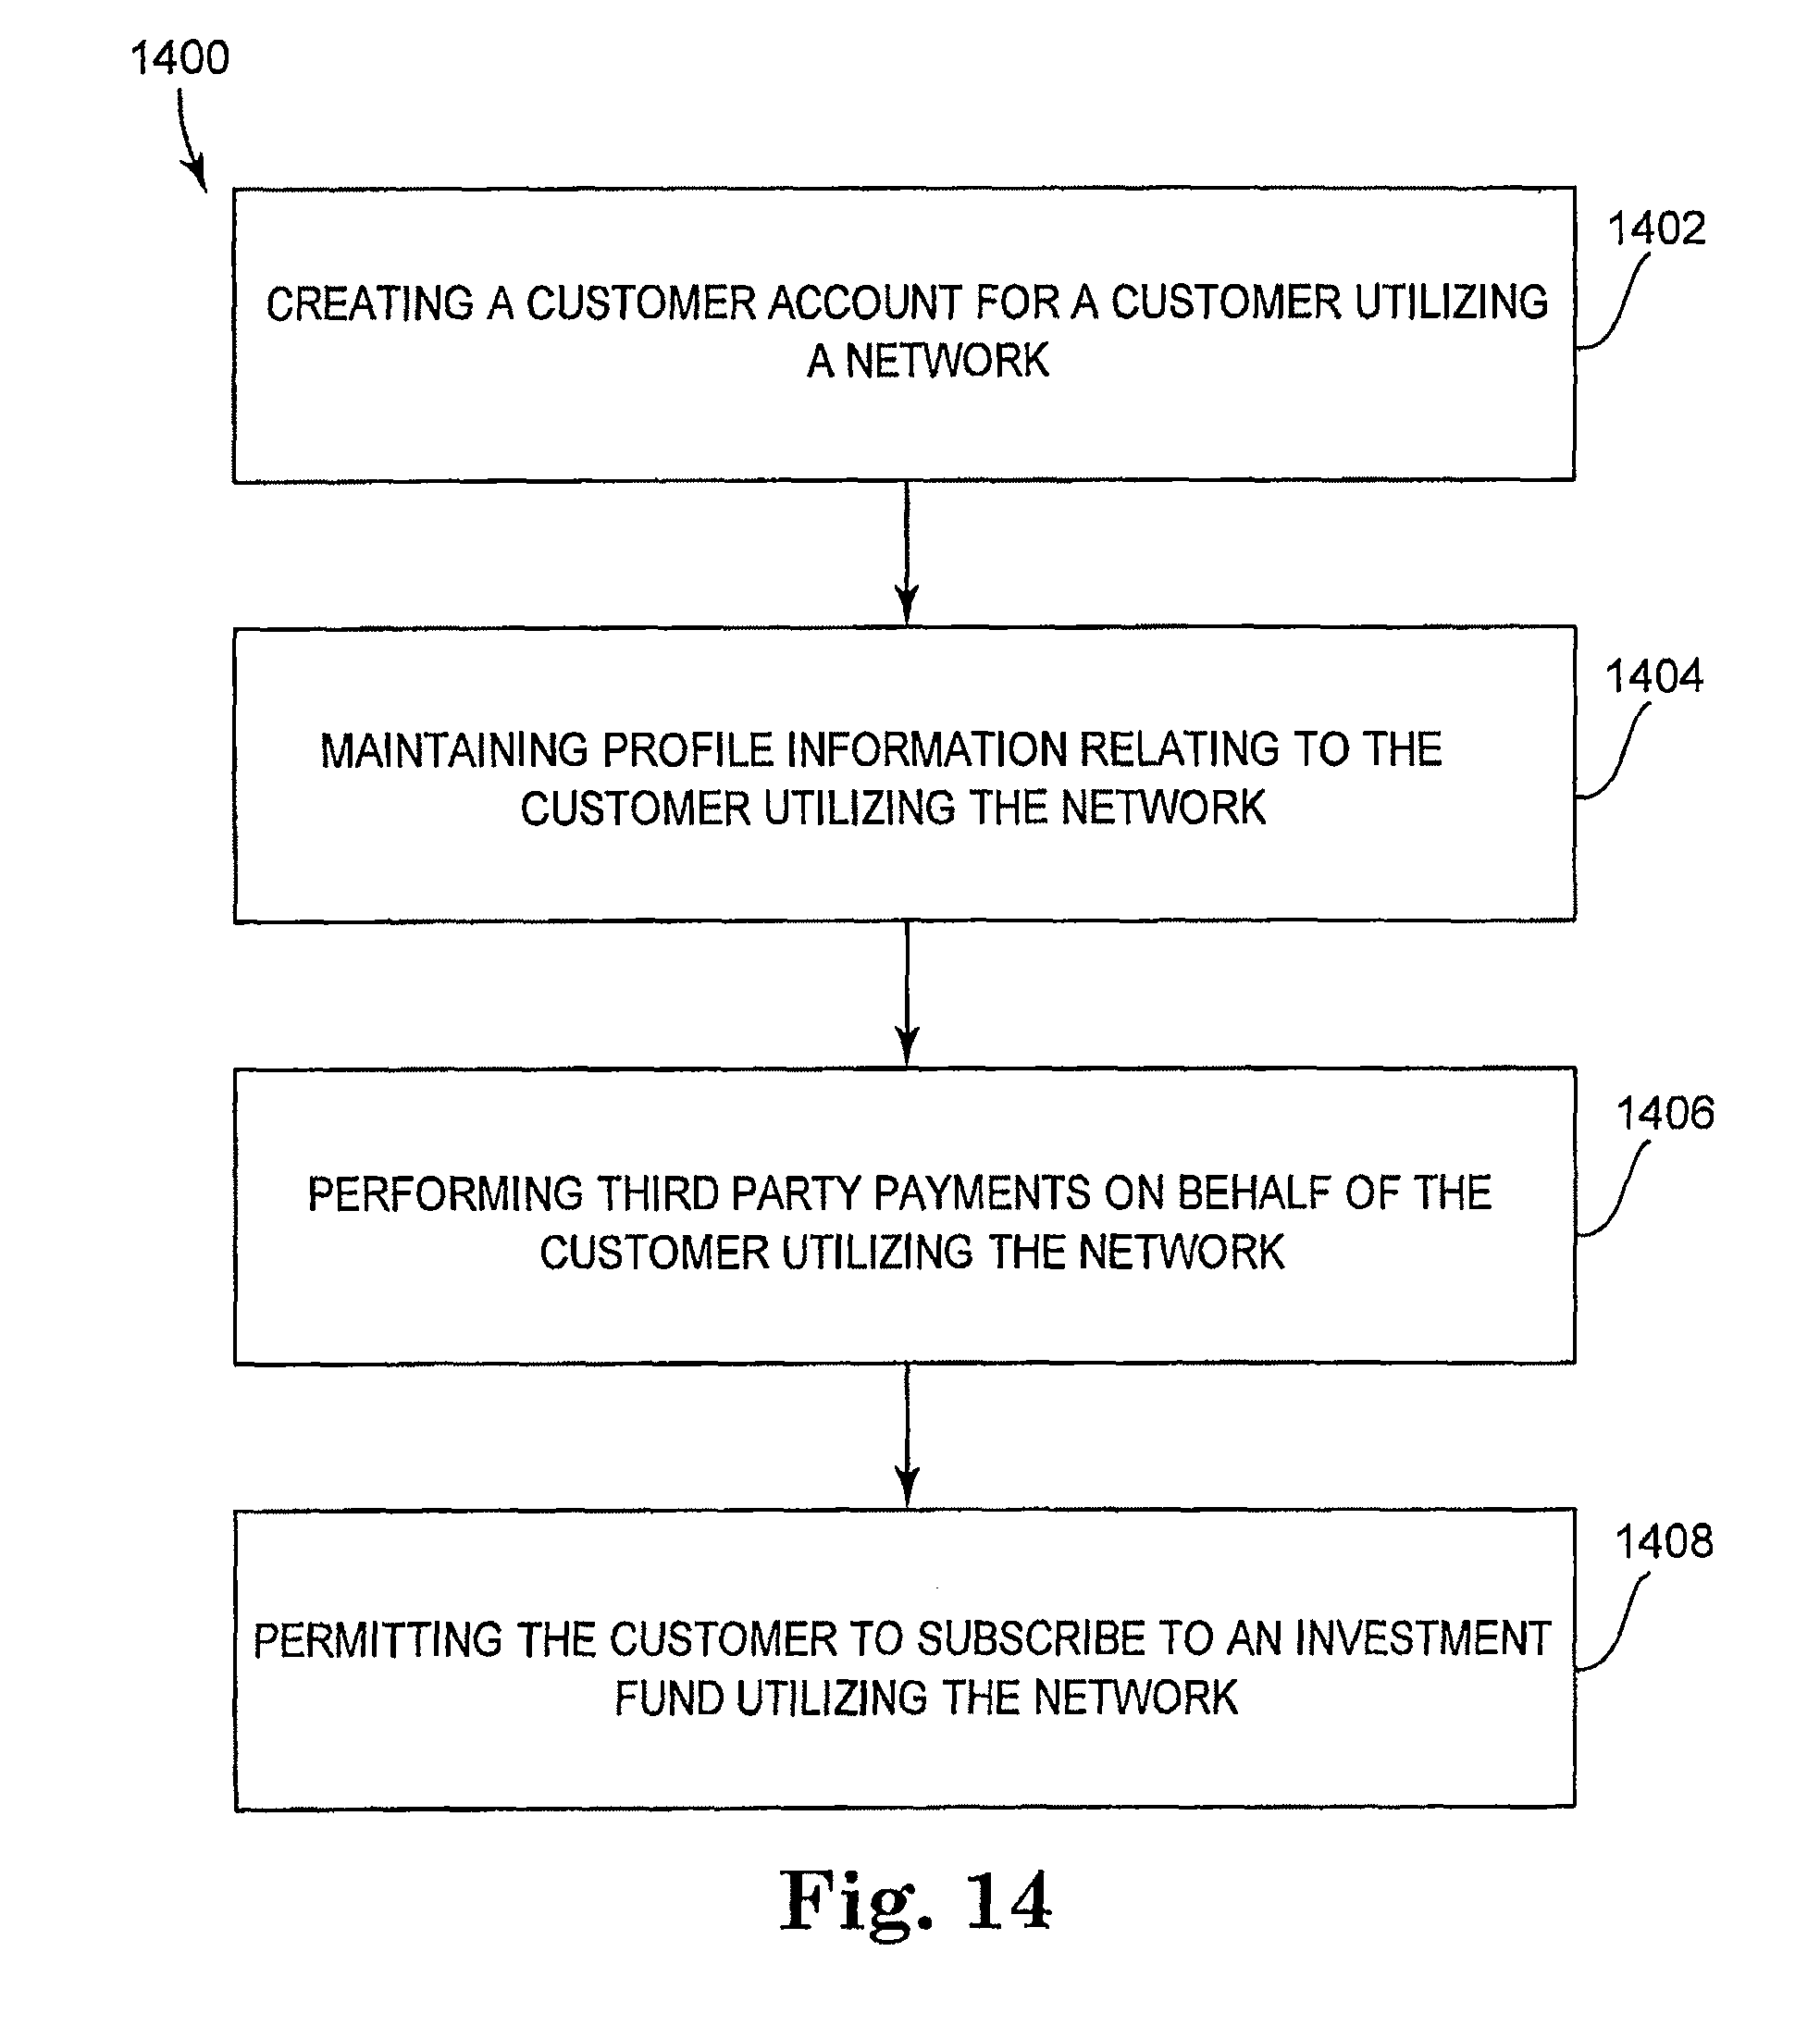 1400
1402
CREATING A CUSTOMER ACCOUNT FOR A CUSTOMER UTILIZING
A NETWORK
1404
MAINTAINING PROFILE INFORMATION RELATING TO THE
CUSTOMER UTILIZING THE NETWORK
1406
PERFORMING THIRD PARTY PAYMENTS ON BEHALF OF THE
CUSTOMER UTILIZING THE NETWORK
1408
PERMITTING THE CUSTOMER TO SUBSCRIBE TO AN INVESTMENT
FUND UTILIZING THE NETWORK
Fig. 14